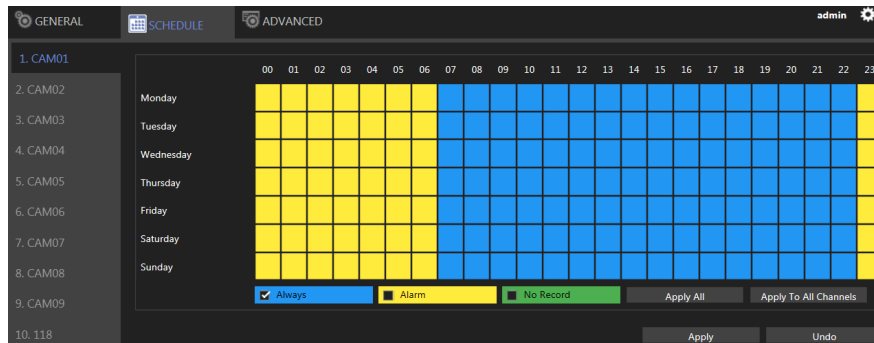 GENERAL SCHEDULE ADVANCED admin
1. CAM01
00 01 02 03 04 05 06 07 08 09 10 11 12 13 14 15 16 17 18 19 20 21 22 23
2. CAM02
Monday
3. CAM03
Tuesday
4. CAM04
Wednesday
5. CAM05
Thursday
6. CAM06
Friday
7. CAM07
Saturday
8. CAM08
Sunday
9. CAM09
Always Alarm No Record Apply All Apply To All Channels
10. 118
Apply Undo